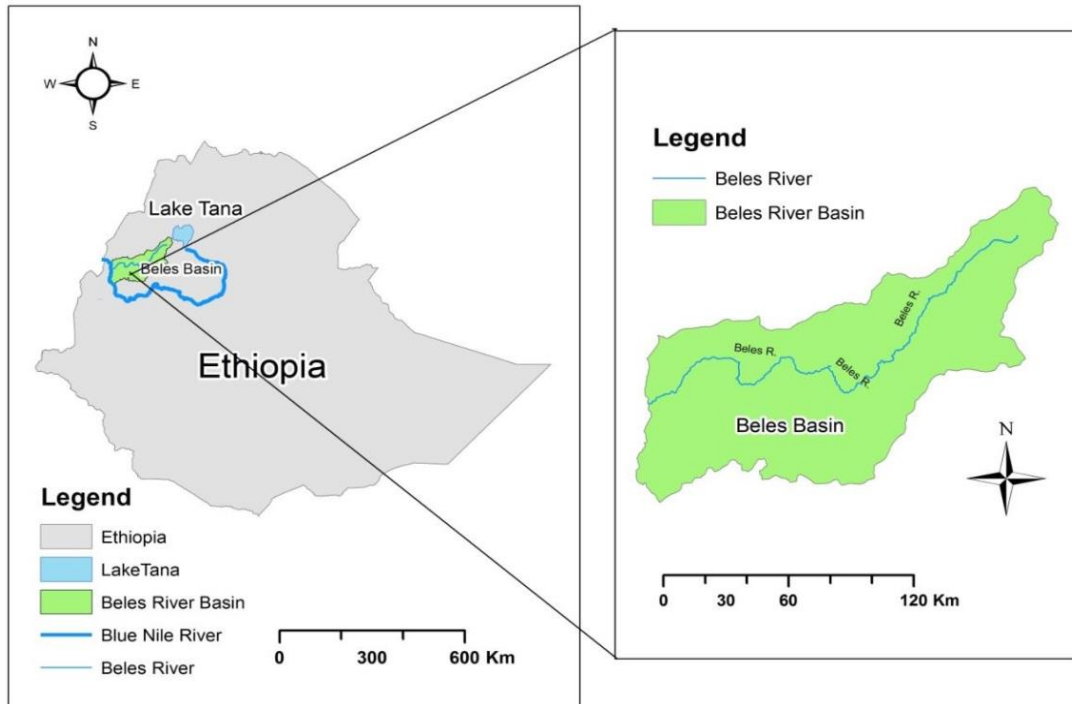 N
W E
S
Lake Tana
Beles Basin
Ethiopia
Legend
Ethiopia
LakeTana
Beles River Basin
Blue Nile River
Beles River
0 300 600 Km
Legend
Beles River
Beles River Basin
Beles R.
Beles R.
Beles R.
Beles Basin
N
0 30 60 120 Km